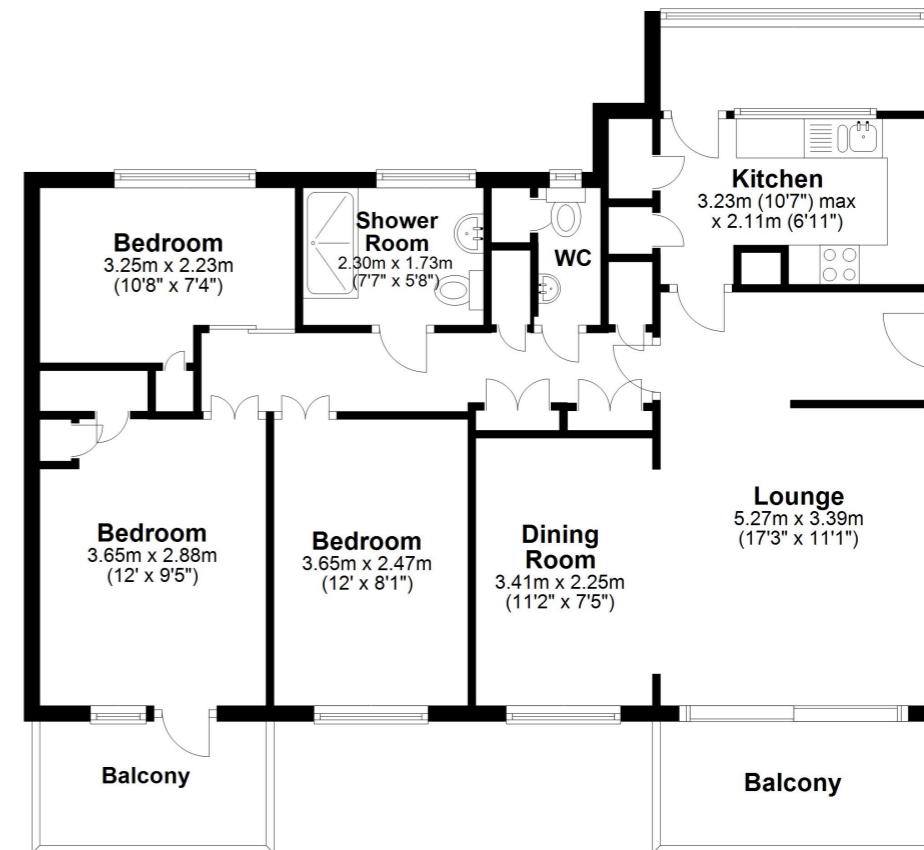 Kitchen
3.23m (10'7") max
x 2.11m (6'11")
Shower
Room
2.30m x 1.73m
(7'7" x 5'8")
Bedroom
3.25m x 2.23m
(10'8" x 7'4")
WC
Lounge
5.27m x 3.39m
(17'3" x 11'1")
Bedroom
3.65m x 2.88m
(12' x 9'5")
Bedroom
3.65m x 2.47m
(12' x 8'1")
Dining
Room
3.41m x 2.25m
(11'2" x 7'5")
Balcony
Balcony